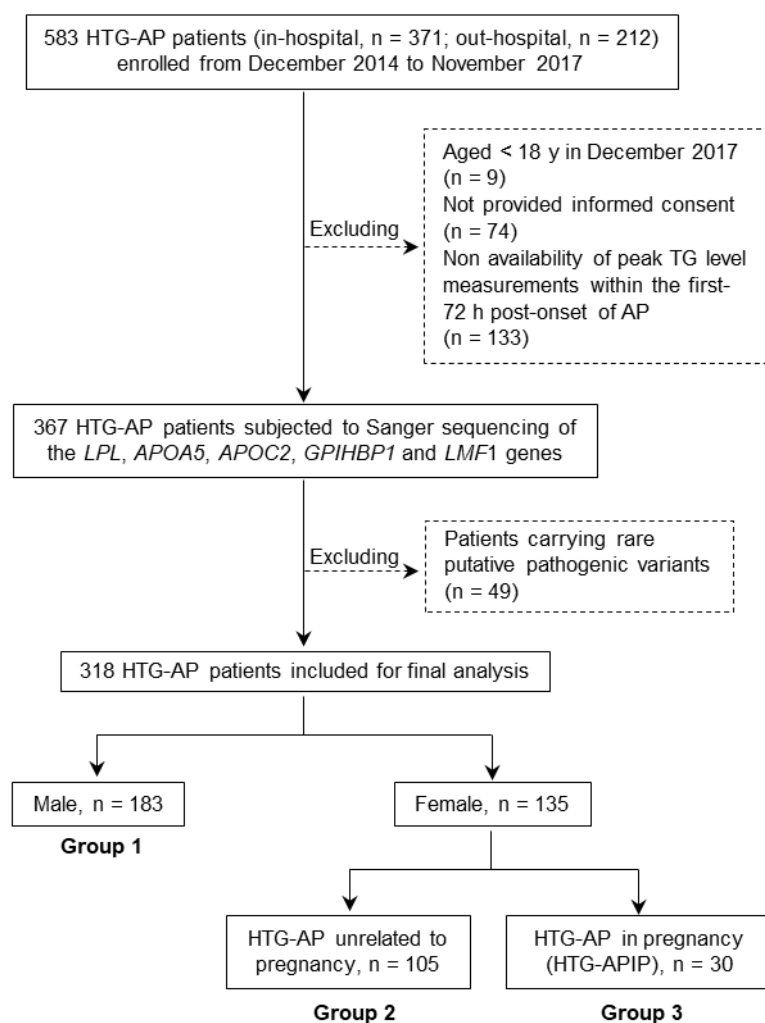 583 HTG-AP patients (in-hospital, n = 371; out-hospital, n = 212)
enrolled from December 2014 to November 2017
Aged < 18 y in December 2017
(n = 9)
Not provided informed consent
(n = 74)
Non availability of peak TG level
measurements within the first-
72 h post-onset of AP
(n = 133)
Excluding
367 HTG-AP patients subjected to Sanger sequencing of
the LPL, APOA5, APOC2, GPIHBP1 and LMF1 genes
Excluding
Patients carrying rare
putative pathogenic variants
(n = 49)
318 HTG-AP patients included for final analysis
Male, n = 183
Female, n = 135
Group 1
HTG-AP unrelated to
pregnancy, n = 105
HTG-AP in pregnancy
(HTG-APIP), n = 30
Group 2
Group 3